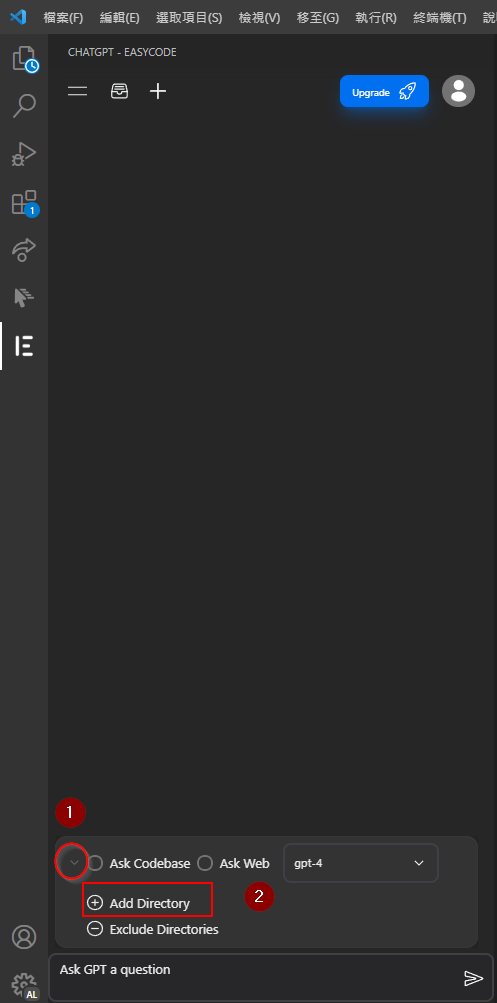 檔案(F) 編輯(E) 選取項目(S) 檢視(V) 移至(G) 執行(R) 終端機(T)
CHATGPT - EASYCODE
Upgrade
1
1
Ask Codebase Ask Web gpt-4
Add Directory 2
Exclude Directories
Ask GPT a question
AL